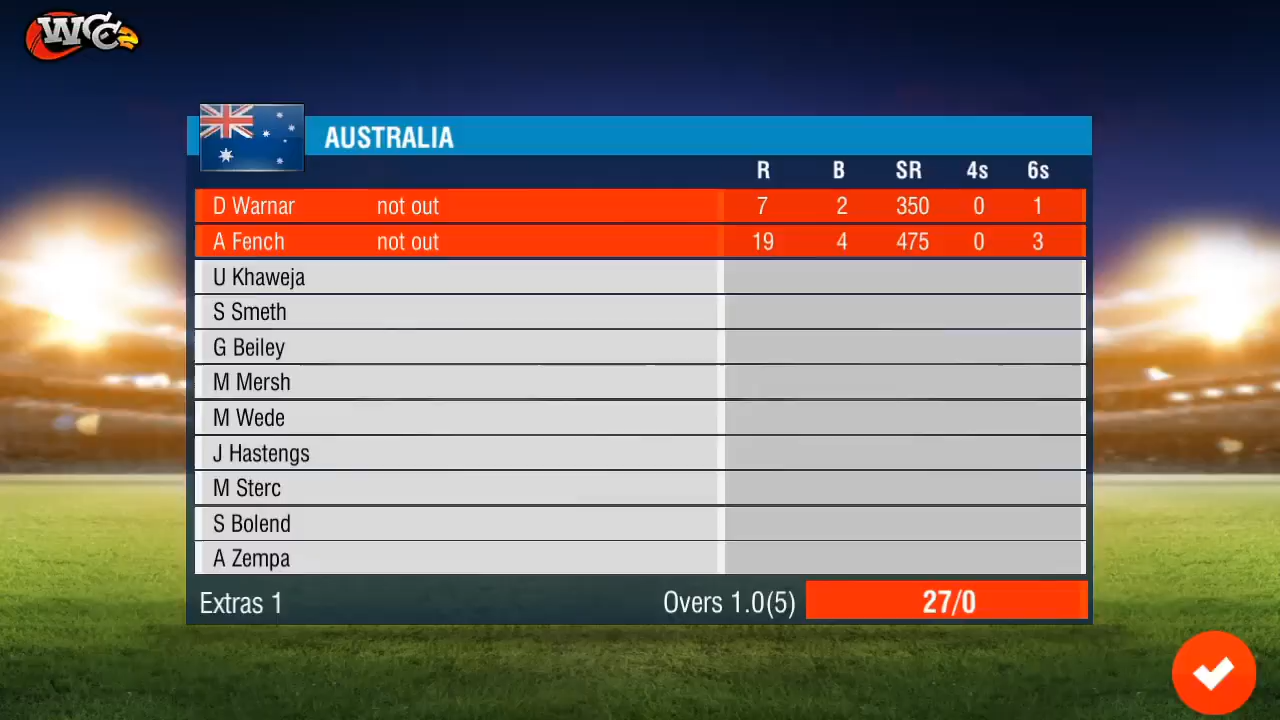 WCC
AUSTRALIA
R B SR 4s 6s
D Warnar not out 7 2 350 0 1
A Fench not out 19 4 475 0 3
U Khaweja
S Smeth
G Beiley
M Mersh
M Wede
J Hastengs
M Sterc
S Bolend
A Zempa
Extras 1 Overs 1.0(5) 27/0